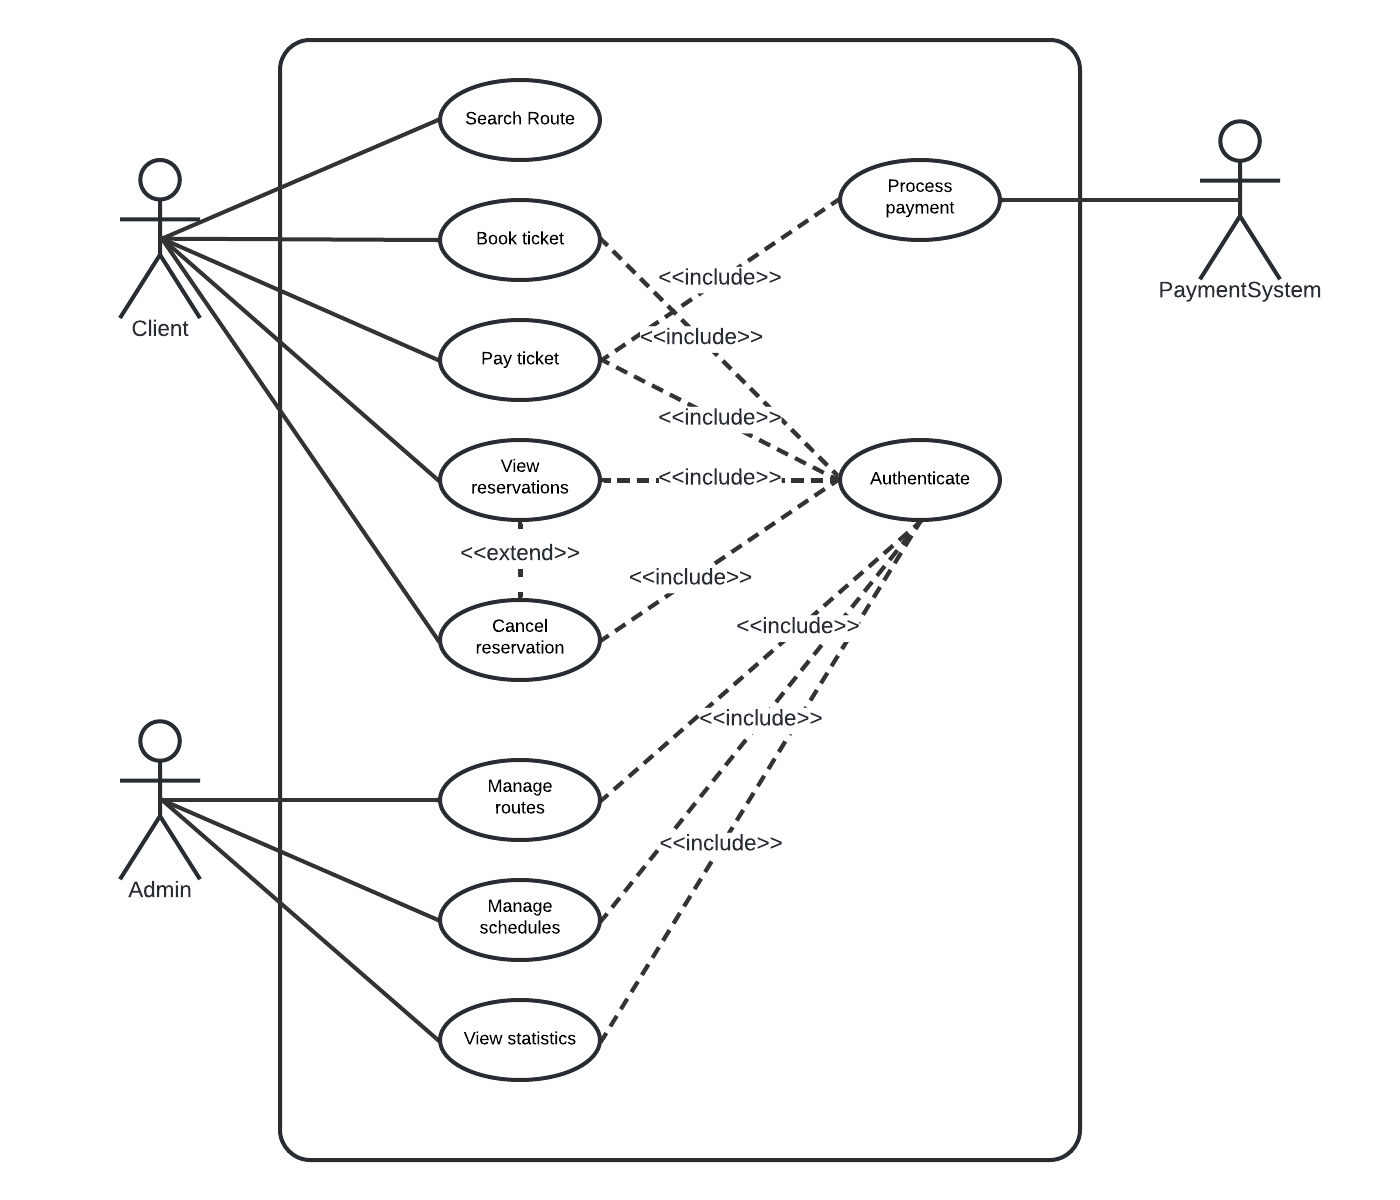 Search Route
Process
payment
Book ticket
<<include>>
PaymentSystem
Client
<<include>>
Pay ticket
<<include>>
View
reservations
<<include>>
Authenticate
<<extend>>
<<include>>
Cancel
reservation
<<include>>
<<include>>
Manage
routes
<<include>>
Admin
Manage
schedules
View statistics